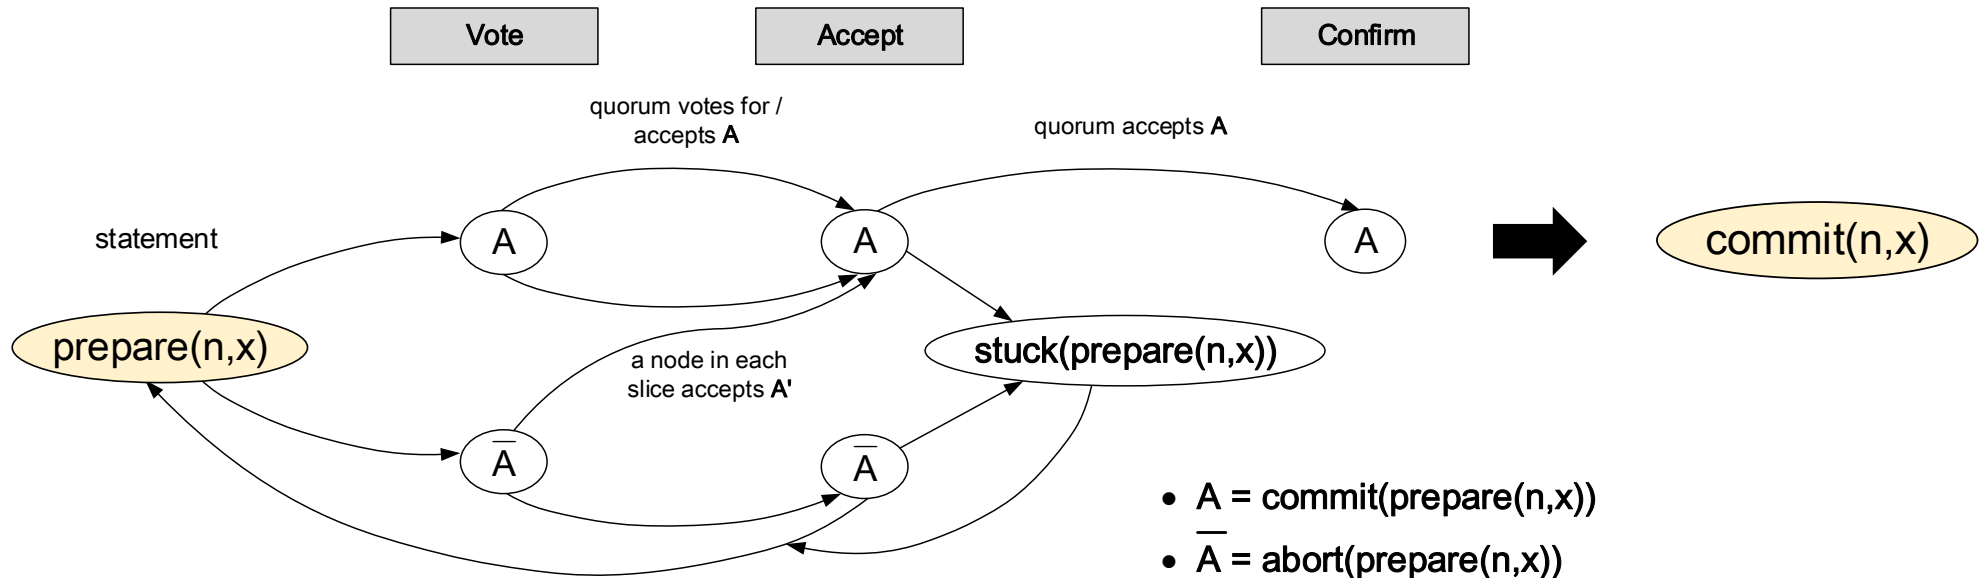 Vote
Accept
Confirm
quorum votes for /
accepts A
quorum accepts A
statement
A
A
A
commit(n,x)
prepare(n,x)
stuck(prepare(n,x))
a node in each
slice accepts A'
A̅
A̅
• A = commit(prepare(n,x))
• A̅ = abort(prepare(n,x))